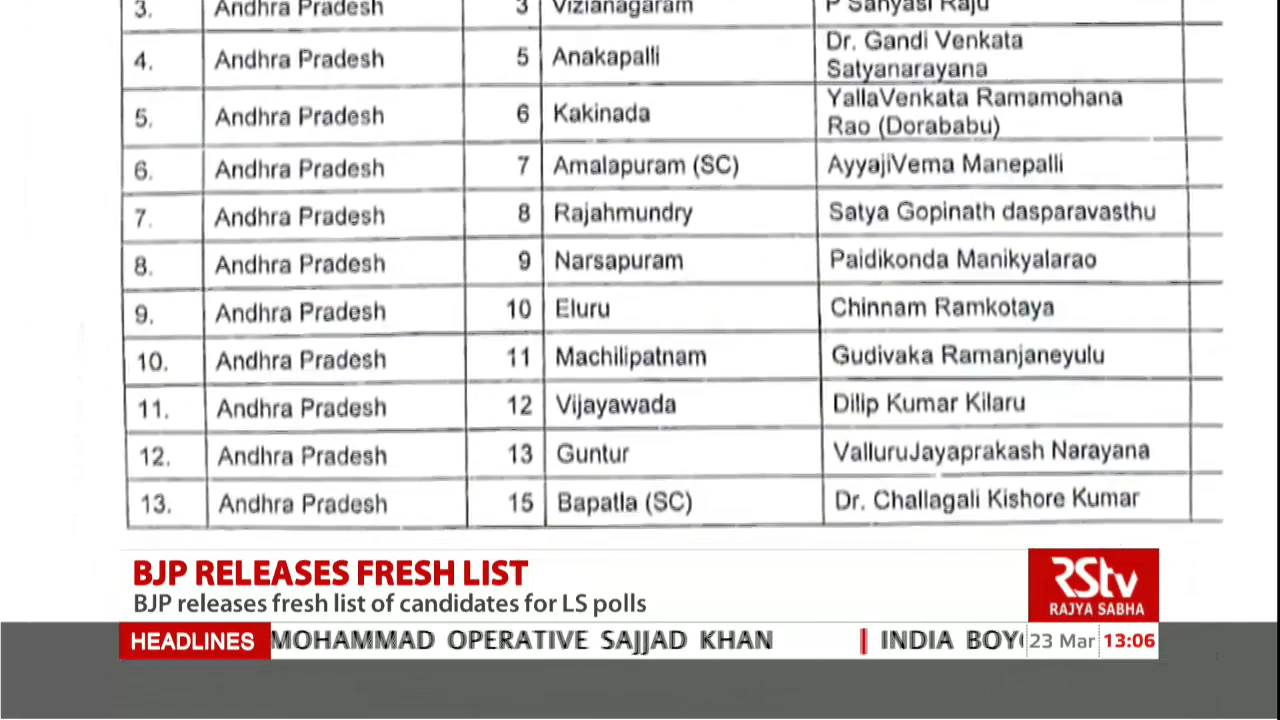 3. Andhra Pradesh 3 Vizianagaram P Sanyasi Raju
4. Andhra Pradesh 5 Anakapalli Dr. Gandi Venkata
Satyanarayana
5. Andhra Pradesh 6 Kakinada YallaVenkata Ramamohana
Rao (Dorababu)
6. Andhra Pradesh 7 Amalapuram (SC) AyyajiVema Manepalli
7. Andhra Pradesh 8 Rajahmundry Satya Gopinath dasparavasthu
8. Andhra Pradesh 9 Narsapuram Paidikonda Manikyalarao
9. Andhra Pradesh 10 Eluru Chinnam Ramkotaya
10. Andhra Pradesh 11 Machilipatnam Gudivaka Ramanjaneyulu
11. Andhra Pradesh 12 Vijayawada Dilip Kumar Kilaru
12. Andhra Pradesh 13 Guntur ValluruJayaprakash Narayana
13. Andhra Pradesh 15 Bapatla (SC) Dr. Challagali Kishore Kumar
BJP RELEASES FRESH LIST
BJP releases fresh list of candidates for LS polls
RStv
RAJYA SABHA
HEADLINES MOHAMMAD OPERATIVE SAJJAD KHAN | INDIA 23 Mar 13:06